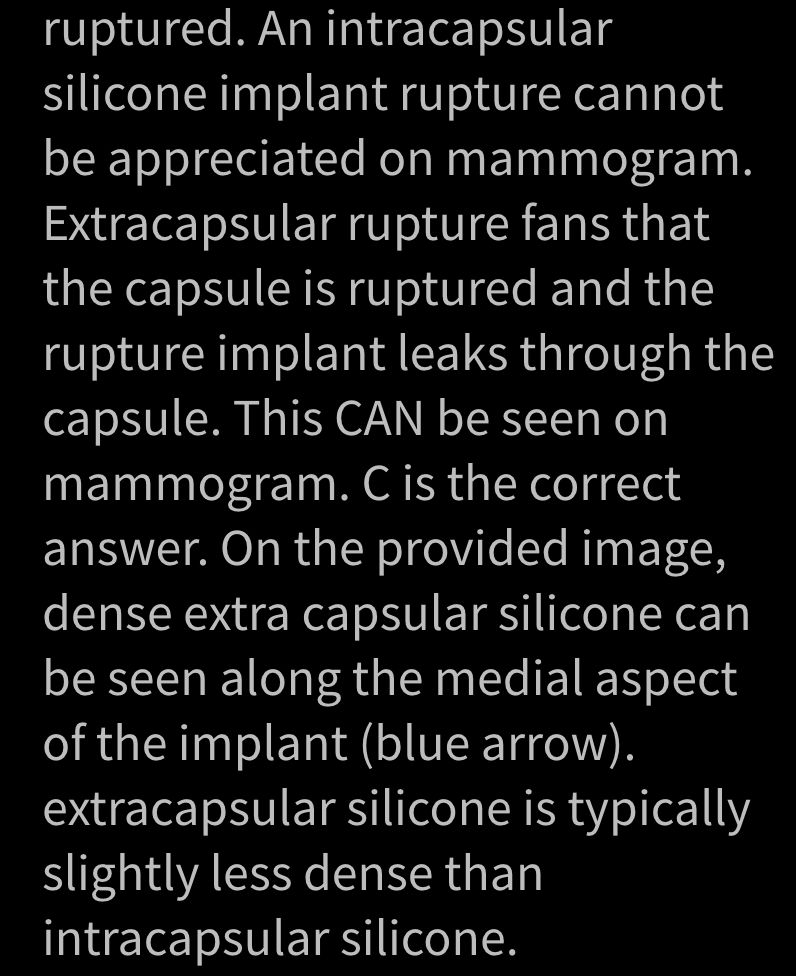 ruptured. An intracapsular
silicone implant rupture cannot
be appreciated on mammogram.
Extracapsular rupture fans that
the capsule is ruptured and the
rupture implant leaks through the
capsule. This CAN be seen on
mammogram. C is the correct
answer. On the provided image,
dense extra capsular silicone can
be seen along the medial aspect
of the implant (blue arrow).
extracapsular silicone is typically
slightly less dense than
intracapsular silicone.